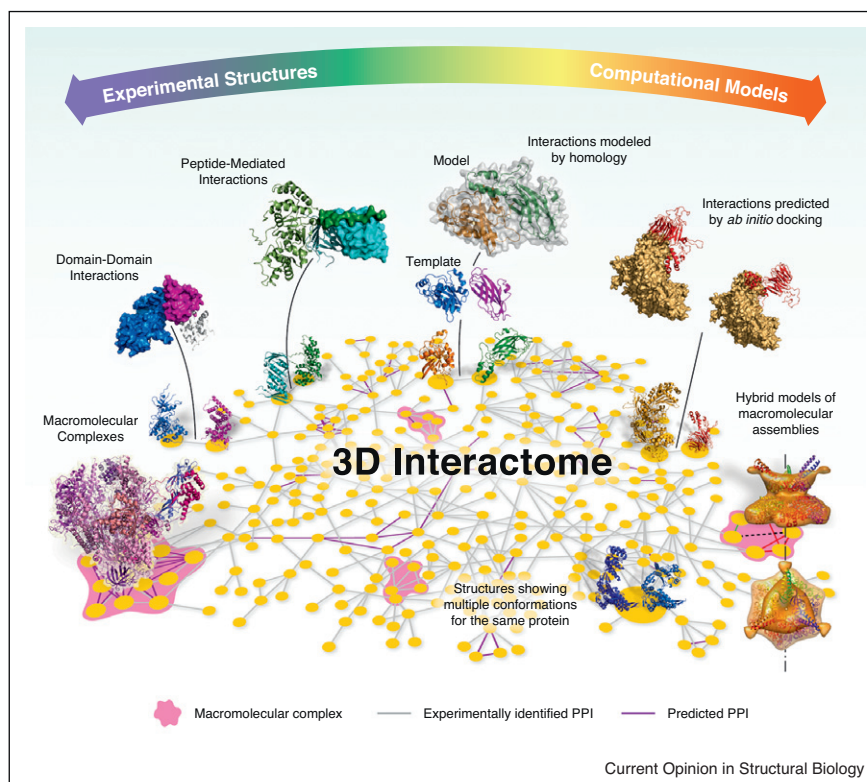 Experimental Structures
Computational Models
Peptide-Mediated
Interactions
Model
Interactions modeled
by homology
Interactions predicted
by ab initio docking
Domain-Domain
Interactions
Template
Macromolecular
Complexes
Hybrid models of
macromolecular
assemblies
3D Interactome
Structures showing
multiple conformations
for the same protein
Macromolecular complex
Experimentally identified PPI
Predicted PPI
Current Opinion in Structural Biology